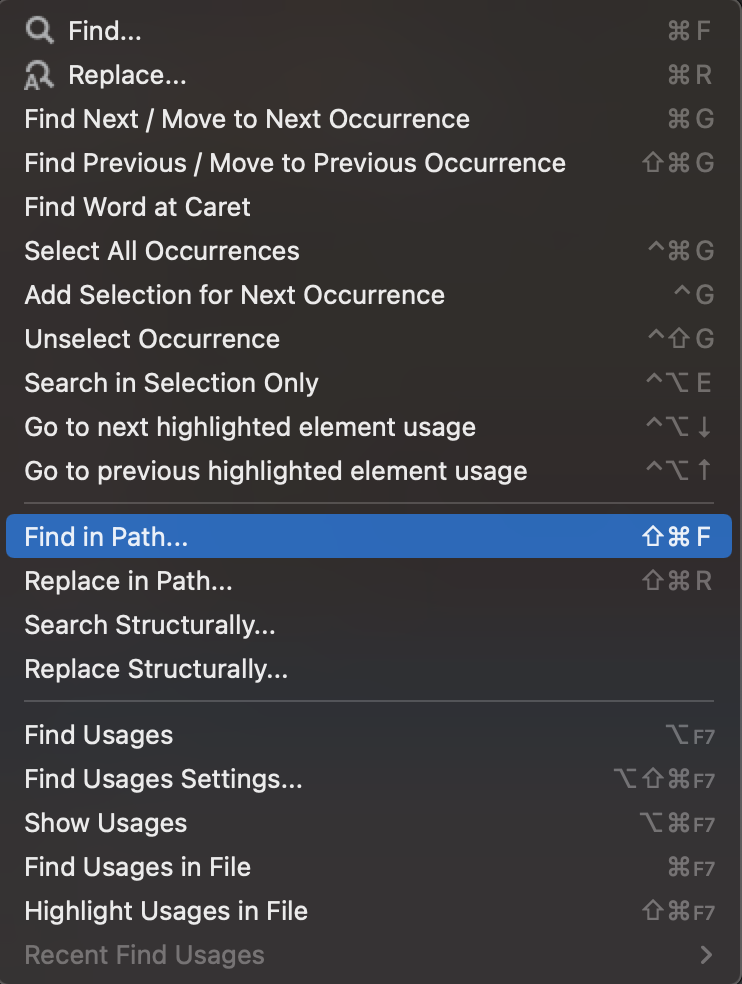 Find... ⌘ F
Replace... ⌘ R
Find Next / Move to Next Occurrence ⌘ G
Find Previous / Move to Previous Occurrence ⇧⌘ G
Find Word at Caret
Select All Occurrences ^⌘ G
Add Selection for Next Occurrence ^ G
Unselect Occurrence ^⇧ G
Search in Selection Only ^⌥ E
Go to next highlighted element usage ^⌥ ↓
Go to previous highlighted element usage ^⌥ ↑
Find in Path... ⇧⌘ F
Replace in Path... ⇧⌘ R
Search Structurally...
Replace Structurally...
Find Usages ⌥F7
Find Usages Settings... ⌥⇧⌘F7
Show Usages ⌥⌘F7
Find Usages in File ⌘F7
Highlight Usages in File ⇧⌘F7
Recent Find Usages